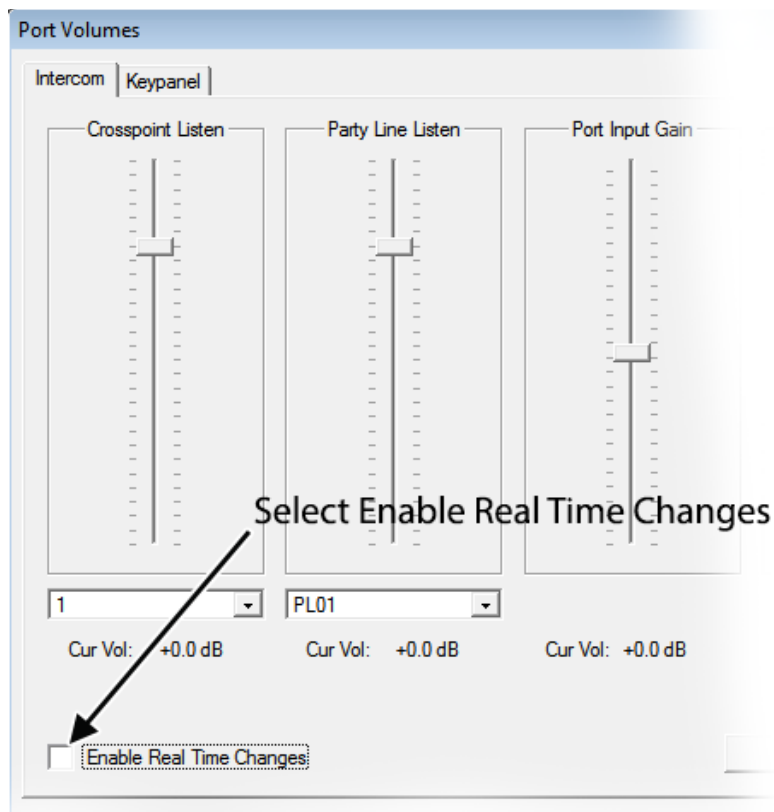 Port Volumes
Intercom Keypanel
Crosspoint Listen Party Line Listen Port Input Gain
Select Enable Real Time Changes
1 PL01
Cur Vol: +0.0 dB Cur Vol: +0.0 dB Cur Vol: +0.0 dB
Enable Real Time Changes